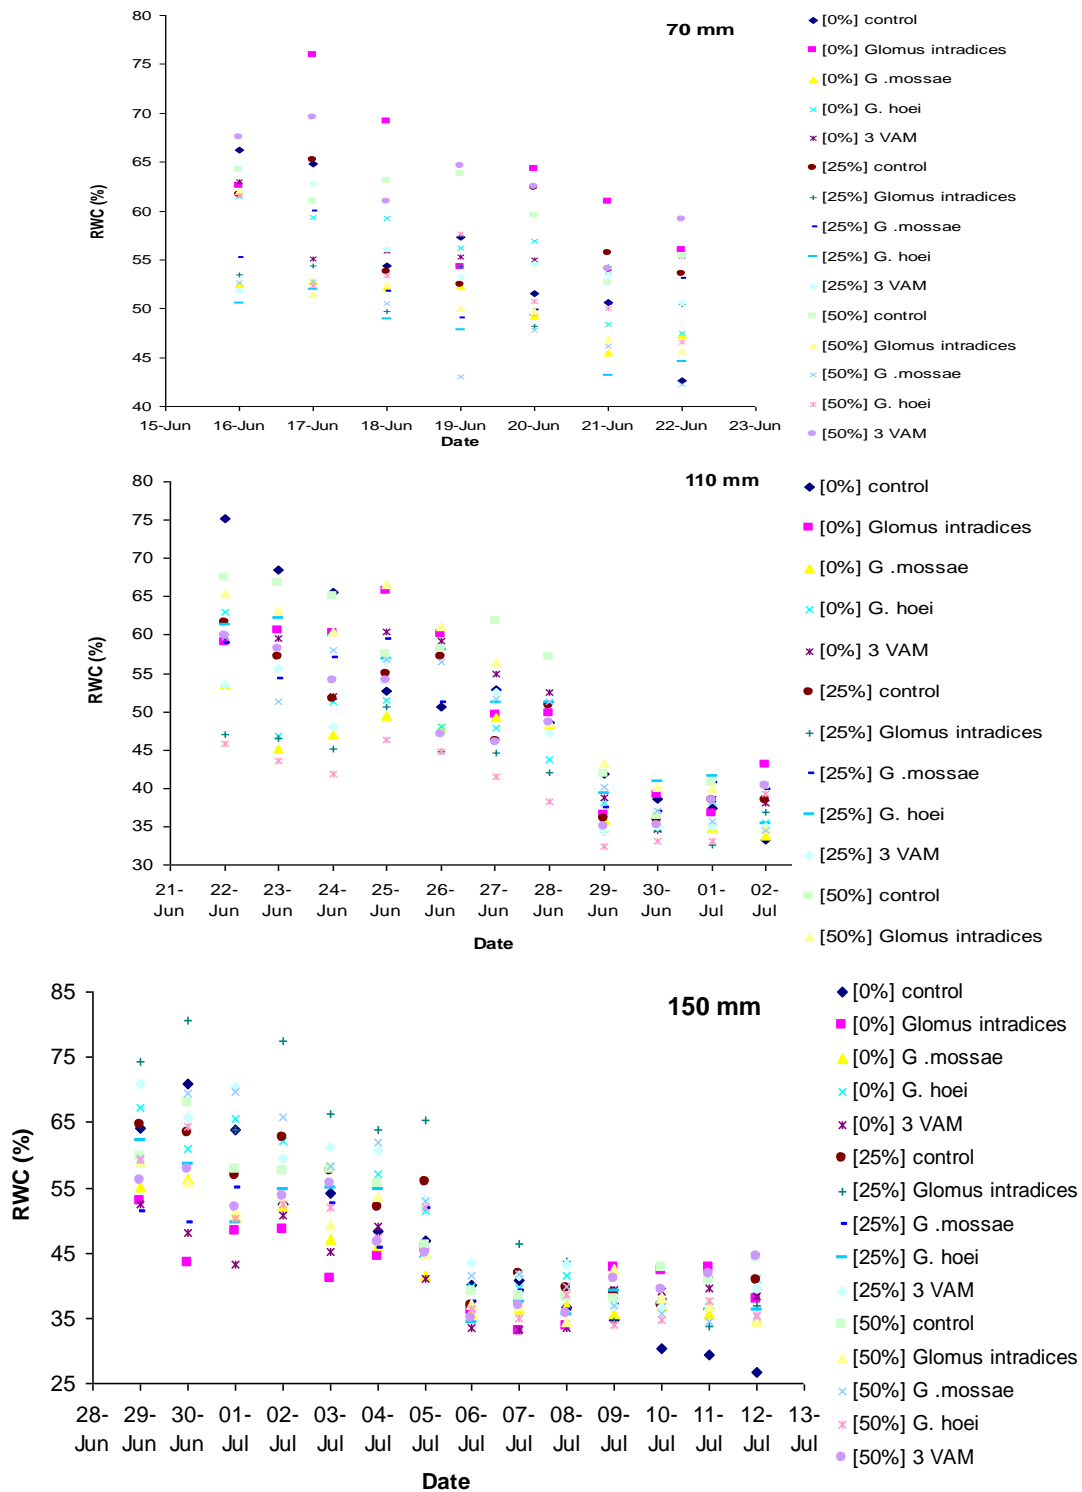 70 mm
80
75
70
65
60
55
50
45
40
RWC (%)
15-Jun 16-Jun 17-Jun 18-Jun 19-Jun 20-Jun 21-Jun 22-Jun 23-Jun
Date
[0%] control
[0%] Glomus intradices
[0%] G .mossae
[0%] G. hoei
[0%] 3 VAM
[25%] control
[25%] Glomus intradices
[25%] G .mossae
[25%] G. hoei
[25%] 3 VAM
[50%] control
[50%] Glomus intradices
[50%] G .mossae
[50%] G. hoei
[50%] 3 VAM
110 mm
80
75
70
65
60
55
50
45
40
35
30
RWC (%)
21- 22- 23- 24- 25- 26- 27- 28- 29- 30- 01- 02-
Jun Jun Jun Jun Jun Jun Jun Jun Jun Jun Jul Jul
Date
[0%] control
[0%] Glomus intradices
[0%] G .mossae
[0%] G. hoei
[0%] 3 VAM
[25%] control
[25%] Glomus intradices
[25%] G .mossae
[25%] G. hoei
[25%] 3 VAM
[50%] control
[50%] Glomus intradices
150 mm
85
75
65
55
45
35
25
RWC (%)
28- 29- 30- 01- 02- 03- 04- 05- 06- 07- 08- 09- 10- 11- 12- 13-
Jun Jun Jun Jul Jul Jul Jul Jul Jul Jul Jul Jul Jul Jul Jul Jul
Date
[0%] control
[0%] Glomus intradices
[0%] G .mossae
[0%] G. hoei
[0%] 3 VAM
[25%] control
[25%] Glomus intradices
[25%] G .mossae
[25%] G. hoei
[25%] 3 VAM
[50%] control
[50%] Glomus intradices
[50%] G .mossae
[50%] G. hoei
[50%] 3 VAM